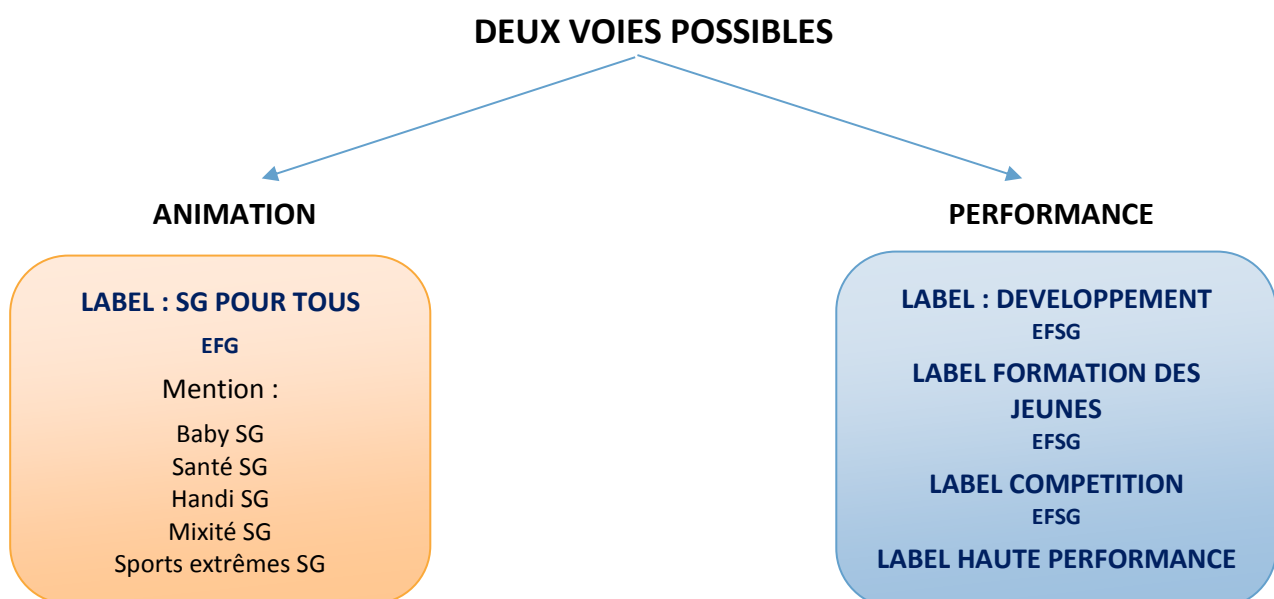 DEUX VOIES POSSIBLES
ANIMATION
LABEL : SG POUR TOUS
EFG
Mention :
Baby SG
Santé SG
Handi SG
Mixité SG
Sports extrêmes SG
PERFORMANCE
LABEL : DEVELOPPEMENT
EFSG
LABEL FORMATION DES
JEUNES
EFSG
LABEL COMPETITION
EFSG
LABEL HAUTE PERFORMANCE